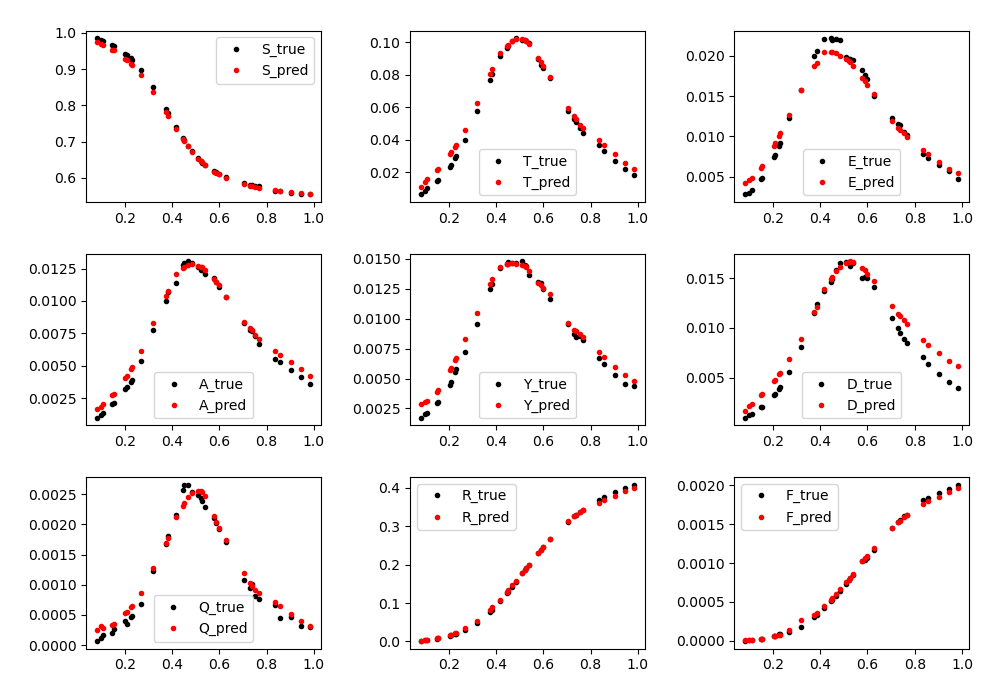 1.0
0.9
0.8
0.7
0.6
S_true
S_pred
0.2 0.4 0.6 0.8 1.0
0.10
0.08
0.06
0.04
0.02
T_true
T_pred
0.2 0.4 0.6 0.8 1.0
0.020
0.015
0.010
0.005
E_true
E_pred
0.2 0.4 0.6 0.8 1.0
0.0125
0.0100
0.0075
0.0050
0.0025
A_true
A_pred
0.2 0.4 0.6 0.8 1.0
0.0150
0.0125
0.0100
0.0075
0.0050
0.0025
Y_true
Y_pred
0.2 0.4 0.6 0.8 1.0
0.015
0.010
0.005
D_true
D_pred
0.2 0.4 0.6 0.8 1.0
0.0025
0.0020
0.0015
0.0010
0.0005
0.0000
Q_true
Q_pred
0.2 0.4 0.6 0.8 1.0
0.4
0.3
0.2
0.1
0.0
R_true
R_pred
0.2 0.4 0.6 0.8 1.0
0.0020
0.0015
0.0010
0.0005
0.0000
F_true
F_pred
0.2 0.4 0.6 0.8 1.0